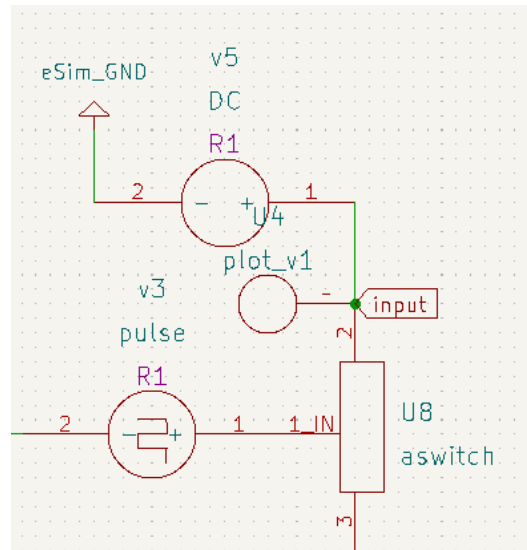 v5
eSim_GND
DC
R1
2
- +
1
U4
plot_v1
-
input
v3
pulse
2
R1
2
- +
1
1_IN
U8
aswitch
3